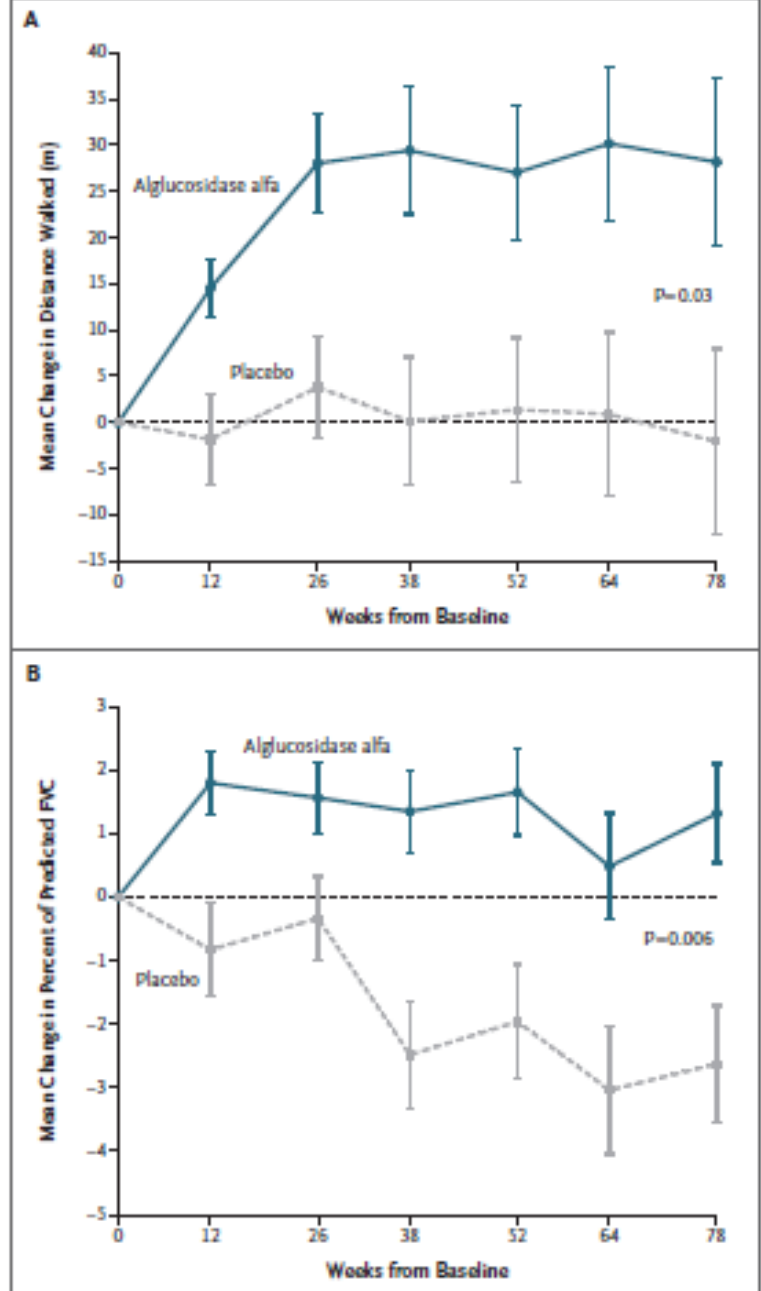 A
40
35
30
25
20
15
10
5
0
−5
−10
−15
Mean Change in Distance Walked (m)
Alglucosidase alfa
Placebo
P=0.03
0 12 26 38 52 64 78
Weeks from Baseline
B
3
2
1
0
−1
−2
−3
−4
−5
Mean Change in Percent of Predicted FVC
Alglucosidase alfa
Placebo
P=0.006
0 12 26 38 52 64 78
Weeks from Baseline